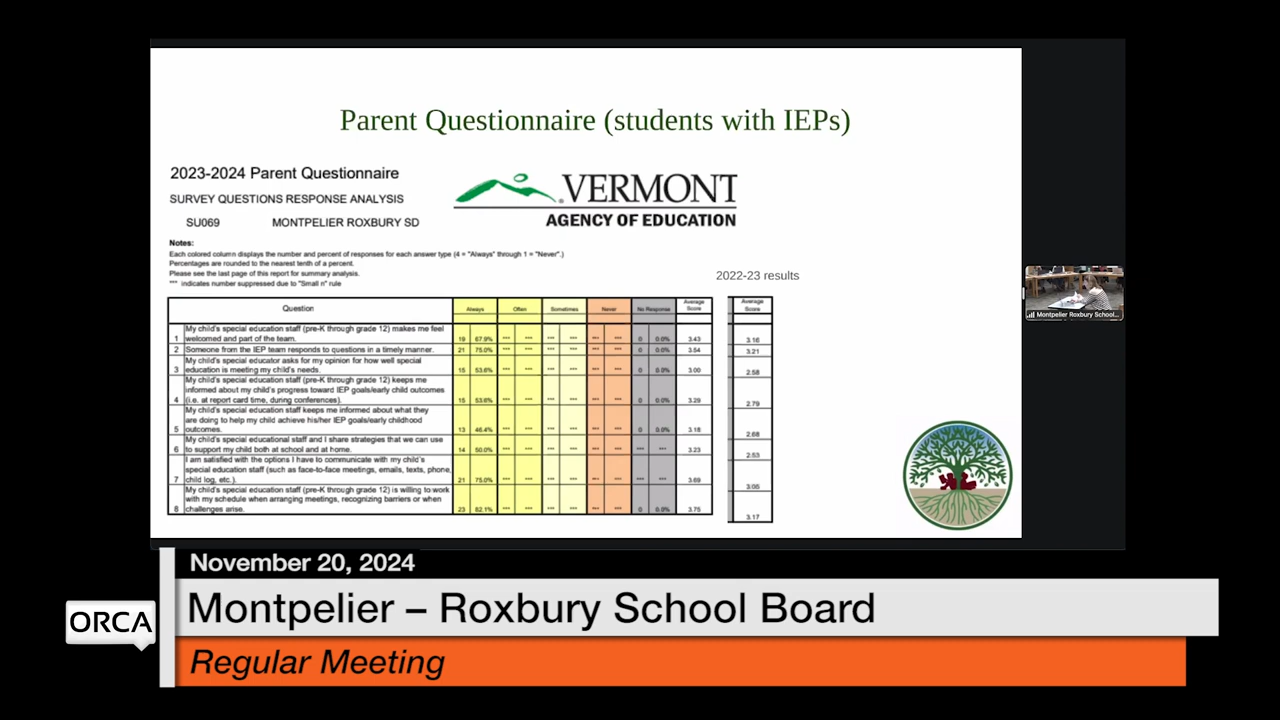 Parent Questionnaire (students with IEPs)
2023-2024 Parent Questionnaire
SURVEY QUESTIONS RESPONSE ANALYSIS
SU069 MONTPELIER ROXBURY SD
VERMONT
AGENCY OF EDUCATION
Notes:
Each colored column displays the number and percent of responses for each answer type (4 = "Always" through 1 = "Never".)
Percentages are rounded to the nearest tenth of a percent.
Please see the last page of this report for summary analysis.
*** indicates number suppressed due to "Small n" rule
2022-23 results
Question Always Often Sometimes Never No Response Average Score Average Score
1 My child's special education staff (pre-K through grade 12) makes me feel
welcomed and part of the team. 19 67.9% *** *** *** *** *** *** 0 0.0% 3.43 3.16
2 Someone from the IEP team responds to questions in a timely manner. 21 75.0% *** *** *** *** *** *** 0 0.0% 3.54 3.21
3 My child's special educator asks for my opinion for how well special
education is meeting my child's needs. 15 53.6% *** *** *** *** *** *** 0 0.0% 3.00 2.58
4 My child's special education staff (pre-K through grade 12) keeps me
informed about my child's progress toward IEP goals/early child outcomes
(i.e. at report card time, during conferences). 15 53.6% *** *** *** *** *** *** 0 0.0% 3.29 2.79
5 My child's special education staff keeps me informed about what they
are doing to help my child achieve his/her IEP goals/early childhood
outcomes. 13 46.4% *** *** *** *** *** *** 0 0.0% 3.18 2.68
6 My child's special educational staff and I share strategies that we can use
to support my child both at school and at home. 14 50.0% *** *** *** *** *** *** *** *** 3.23 2.53
7 I am satisfied with the options I have to communicate with my child's
special education staff (such as face-to-face meetings, emails, texts, phone,
child log, etc.). 21 75.0% *** *** *** *** *** *** *** *** 3.69 3.05
8 My child's special education staff (pre-K through grade 12) is willing to work
with my schedule when arranging meetings, recognizing barriers or when
challenges arise. 23 82.1% *** *** *** *** *** *** 0 0.0% 3.75 3.17
Montpelier Roxbury School...
November 20, 2024
ORCA
Montpelier – Roxbury School Board
Regular Meeting